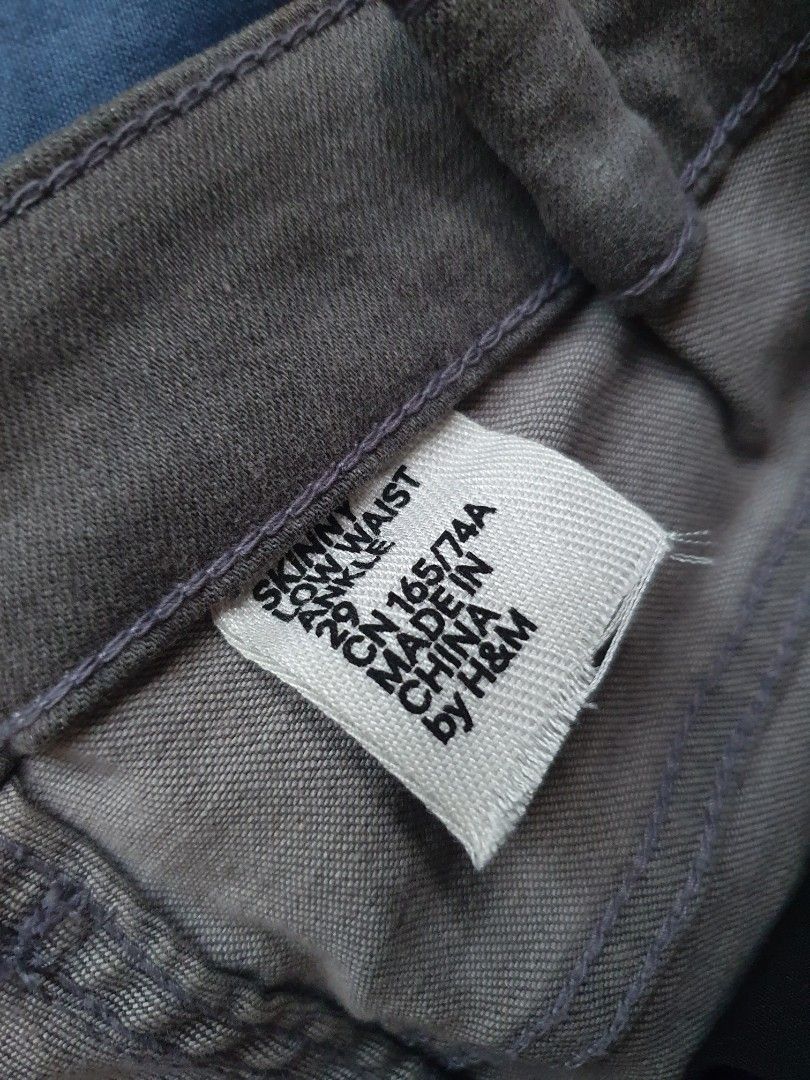 SKINNY
LOW WAIST
ANKLE
29
CN 165/74A
MADE IN
CHINA
by H&M